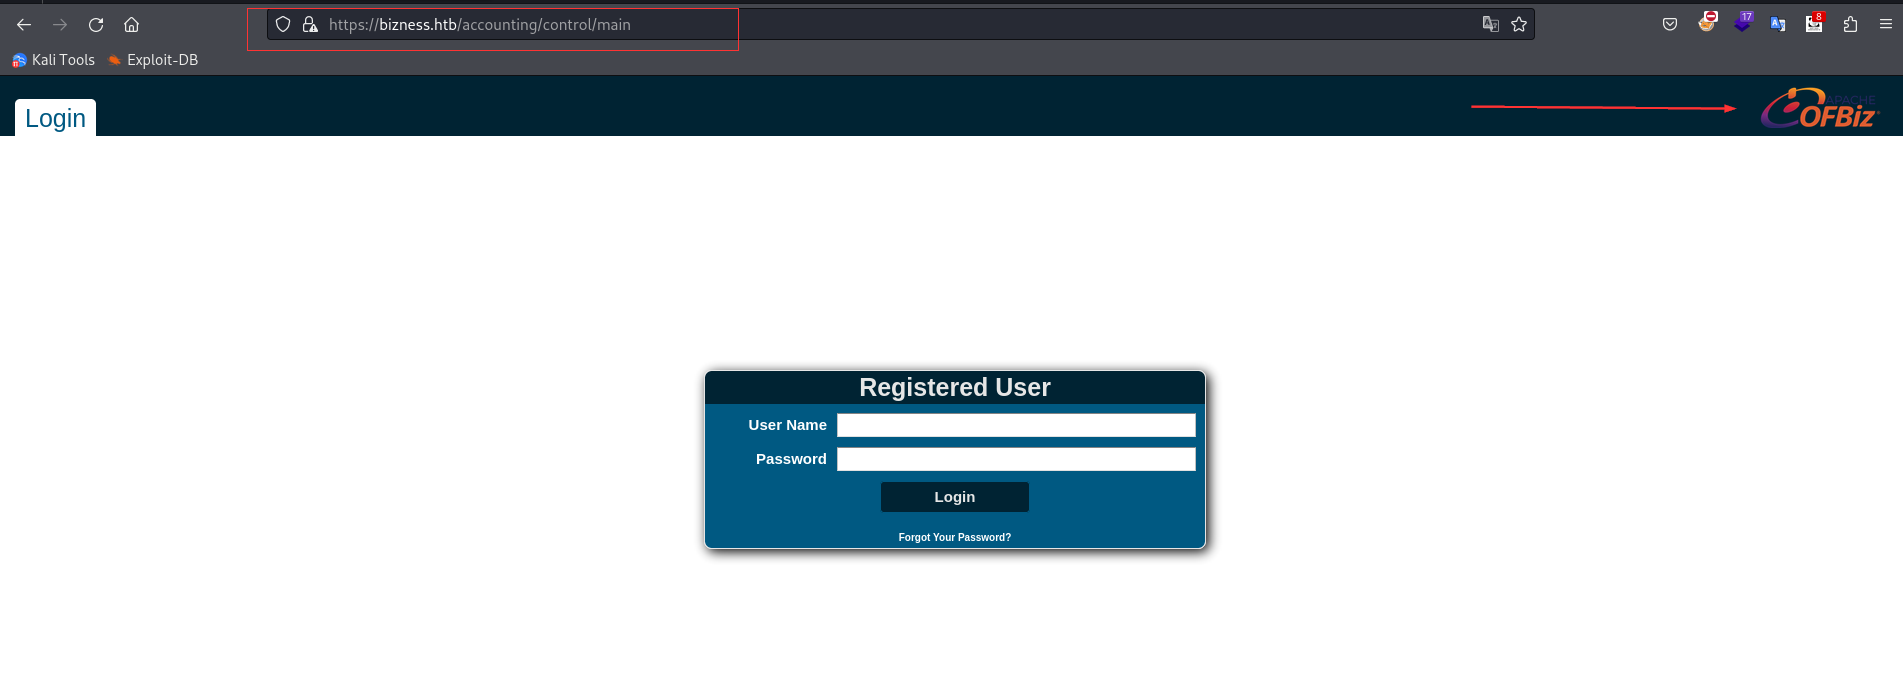 https://bizness.htb/accounting/control/main
17
8
Kali Tools
Exploit-DB
Login
APACHE
OFBiz
Registered User
User Name
Password
Login
Forgot Your Password?